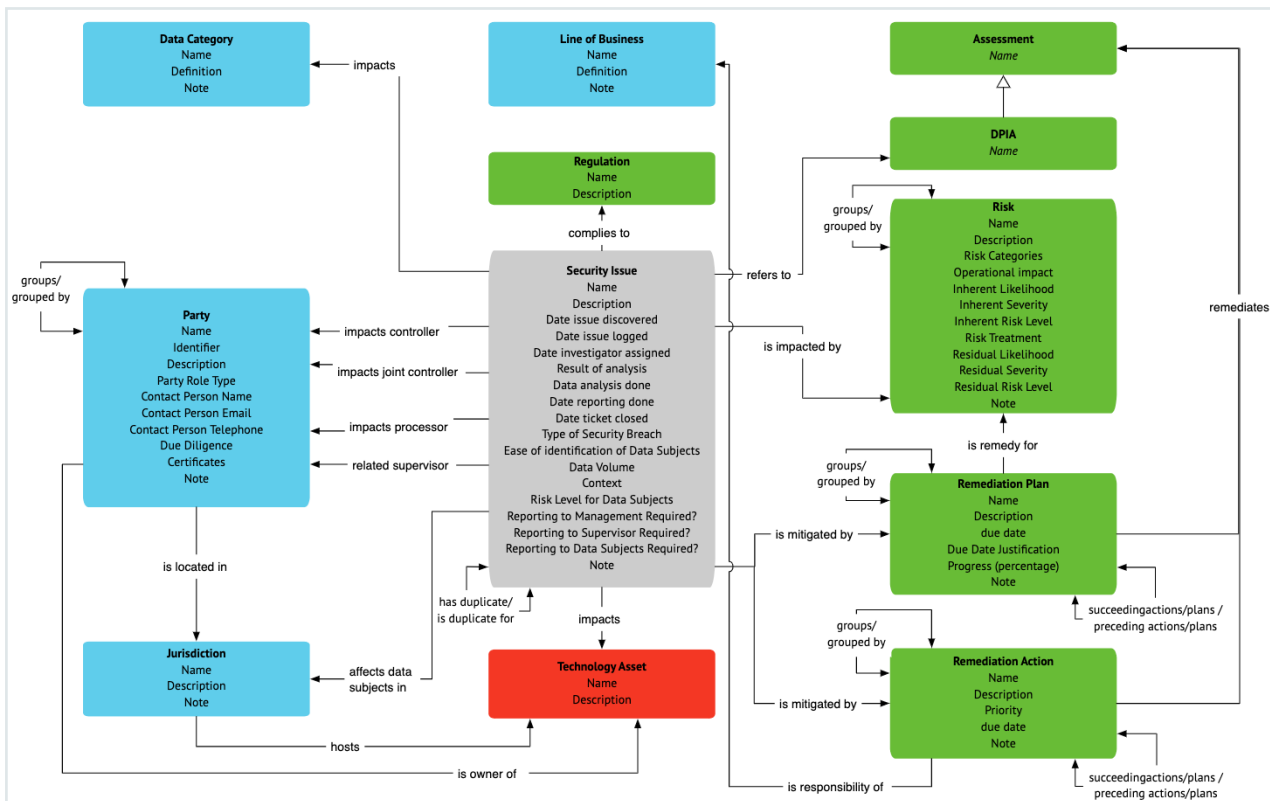 Data Category
Name
Definition
Note
impacts
Line of Business
Name
Definition
Note
Assessment
Name
DPIA
Name
Regulation
Name
Description
complies to
refers to
groups/
grouped by
Risk
Name
Description
Risk Categories
Operational impact
Inherent Likelihood
Inherent Severity
Inherent Risk Level
Risk Treatment
Residual Likelihood
Residual Severity
Residual Risk Level
Note
remediates
groups/
grouped by
Party
Name
Identifier
Description
Party Role Type
Contact Person Name
Contact Person Email
Contact Person Telephone
Due Diligence
Certificates
Note
impacts controller
impacts joint controller
impacts processor
related supervisor
Security Issue
Name
Description
Date issue discovered
Date issue logged
Date investigator assigned
Result of analysis
Data analysis done
Date reporting done
Date ticket closed
Type of Security Breach
Ease of identification of Data Subjects
Data Volume
Context
Risk Level for Data Subjects
Reporting to Management Required?
Reporting to Supervisor Required?
Reporting to Data Subjects Required?
Note
is impacted by
is remedy for
groups/
grouped by
Remediation Plan
Name
Description
due date
Due Date Justification
Progress (percentage)
Note
is mitigated by
succeedingactions/plans /
preceding actions/plans
is located in
has duplicate/
is duplicate for
impacts
Jurisdiction
Name
Description
Note
affects data
subjects in
Technology Asset
Name
Description
groups/
grouped by
Remediation Action
Name
Description
Priority
due date
Note
is mitigated by
hosts
is owner of
is responsibility of
succeedingactions/plans /
preceding actions/plans